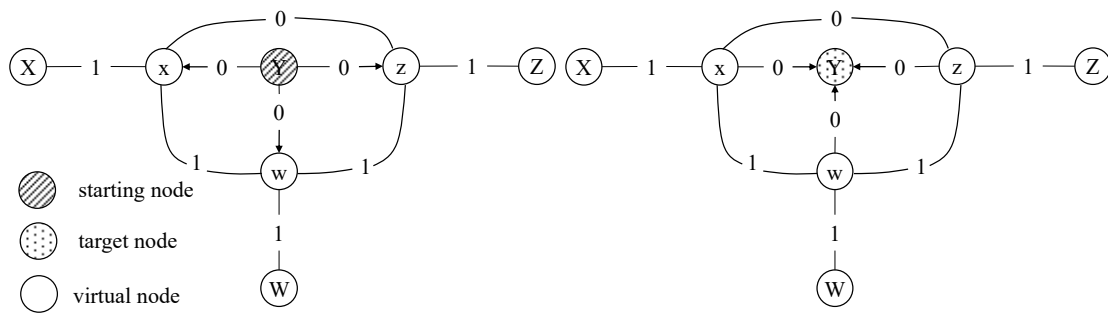 0 0
X 1 x 0 Y 0 z 1 Z X 1 x 0 Y 0 z 1 Z
0 0
1 w 1 1 w 1
starting node
1 1
target node
W W
virtual node